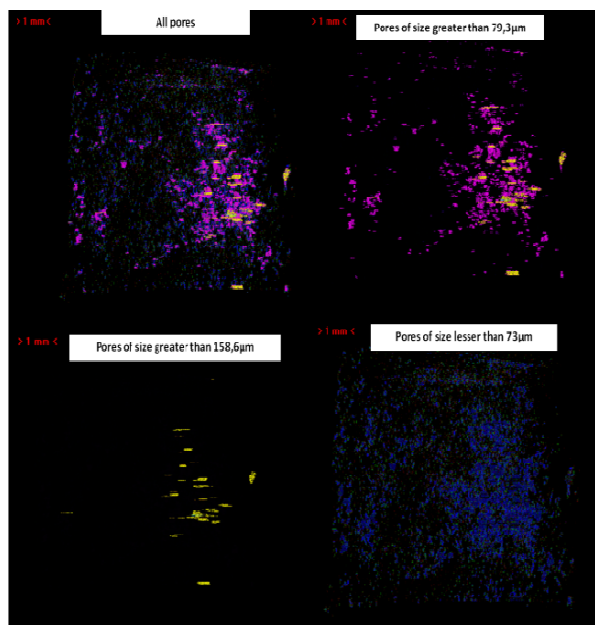 > 1 mm <
All pores
> 1 mm <
Pores of size greater than 79,3µm
> 1 mm <
Pores of size greater than 158,6µm
> 1 mm <
Pores of size lesser than 73µm